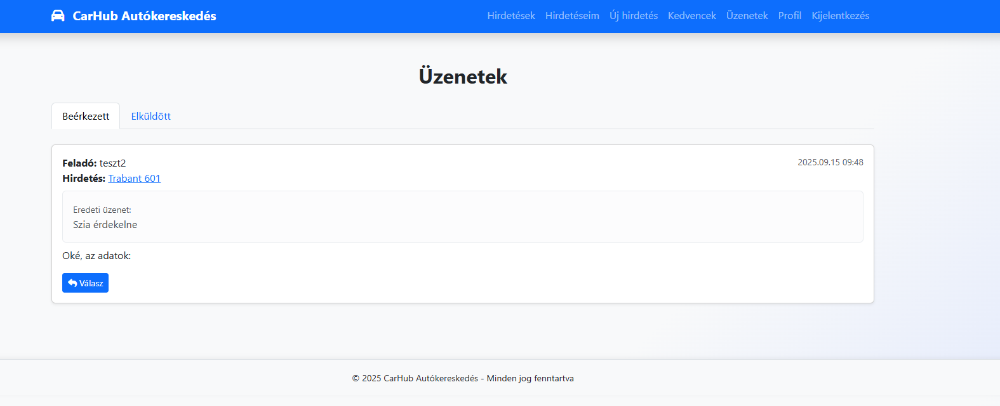 CarHub Autókereskedés
Hirdetések Hirdetéseim Új hirdetés Kedvencek Üzenetek Profil Kijelentkezés
Üzenetek
Beérkezett Elküldött
Feladó: teszt2 2025.09.15 09:48
Hirdetés: Trabant 601
Eredeti üzenet:
Szia érdekelne
Oké, az adatok:
Válasz
© 2025 CarHub Autókereskedés - Minden jog fenntartva